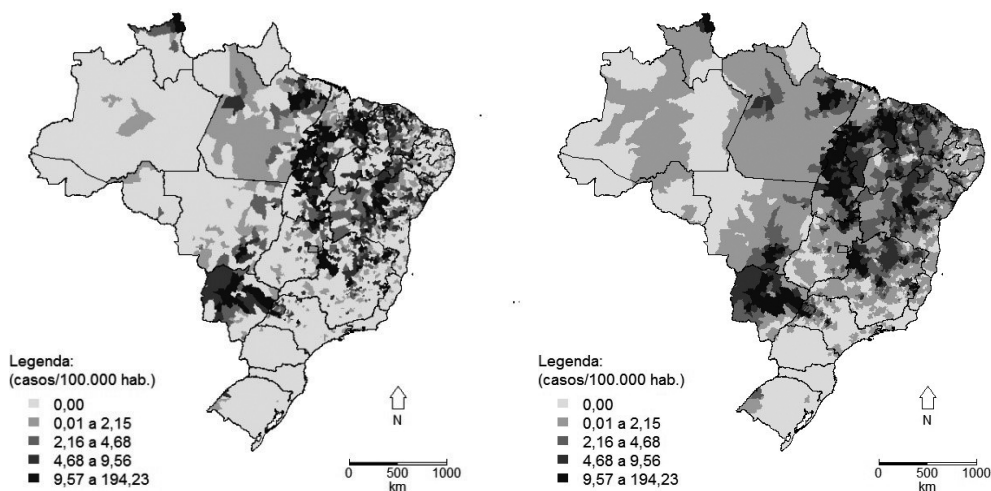 Legenda:
(casos/100.000 hab.)
0,00
0,01 a 2,15
2,16 a 4,68
4,68 a 9,56
9,57 a 194,23
N
0 500 1000
km
Legenda:
(casos/100.000 hab.)
0,00
0,01 a 2,15
2,16 a 4,68
4,68 a 9,56
9,57 a 194,23
N
0 500 1000
km